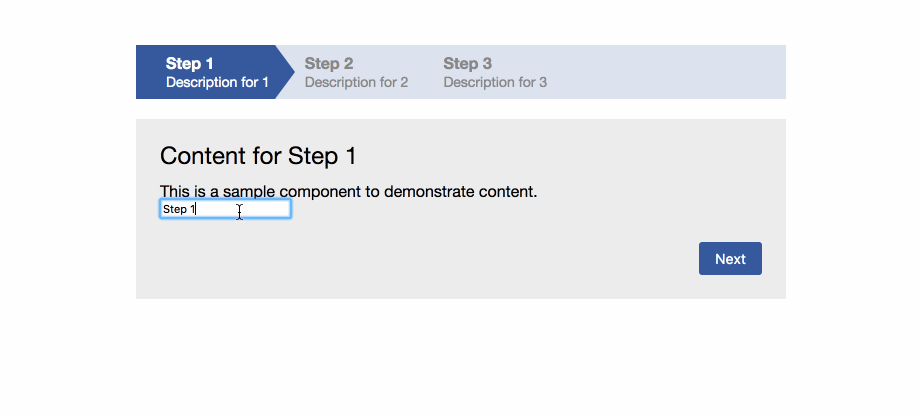 Step 1
Description for 1
Step 2
Description for 2
Step 3
Description for 3
Content for Step 1
This is a sample component to demonstrate content.
Step 1
Next